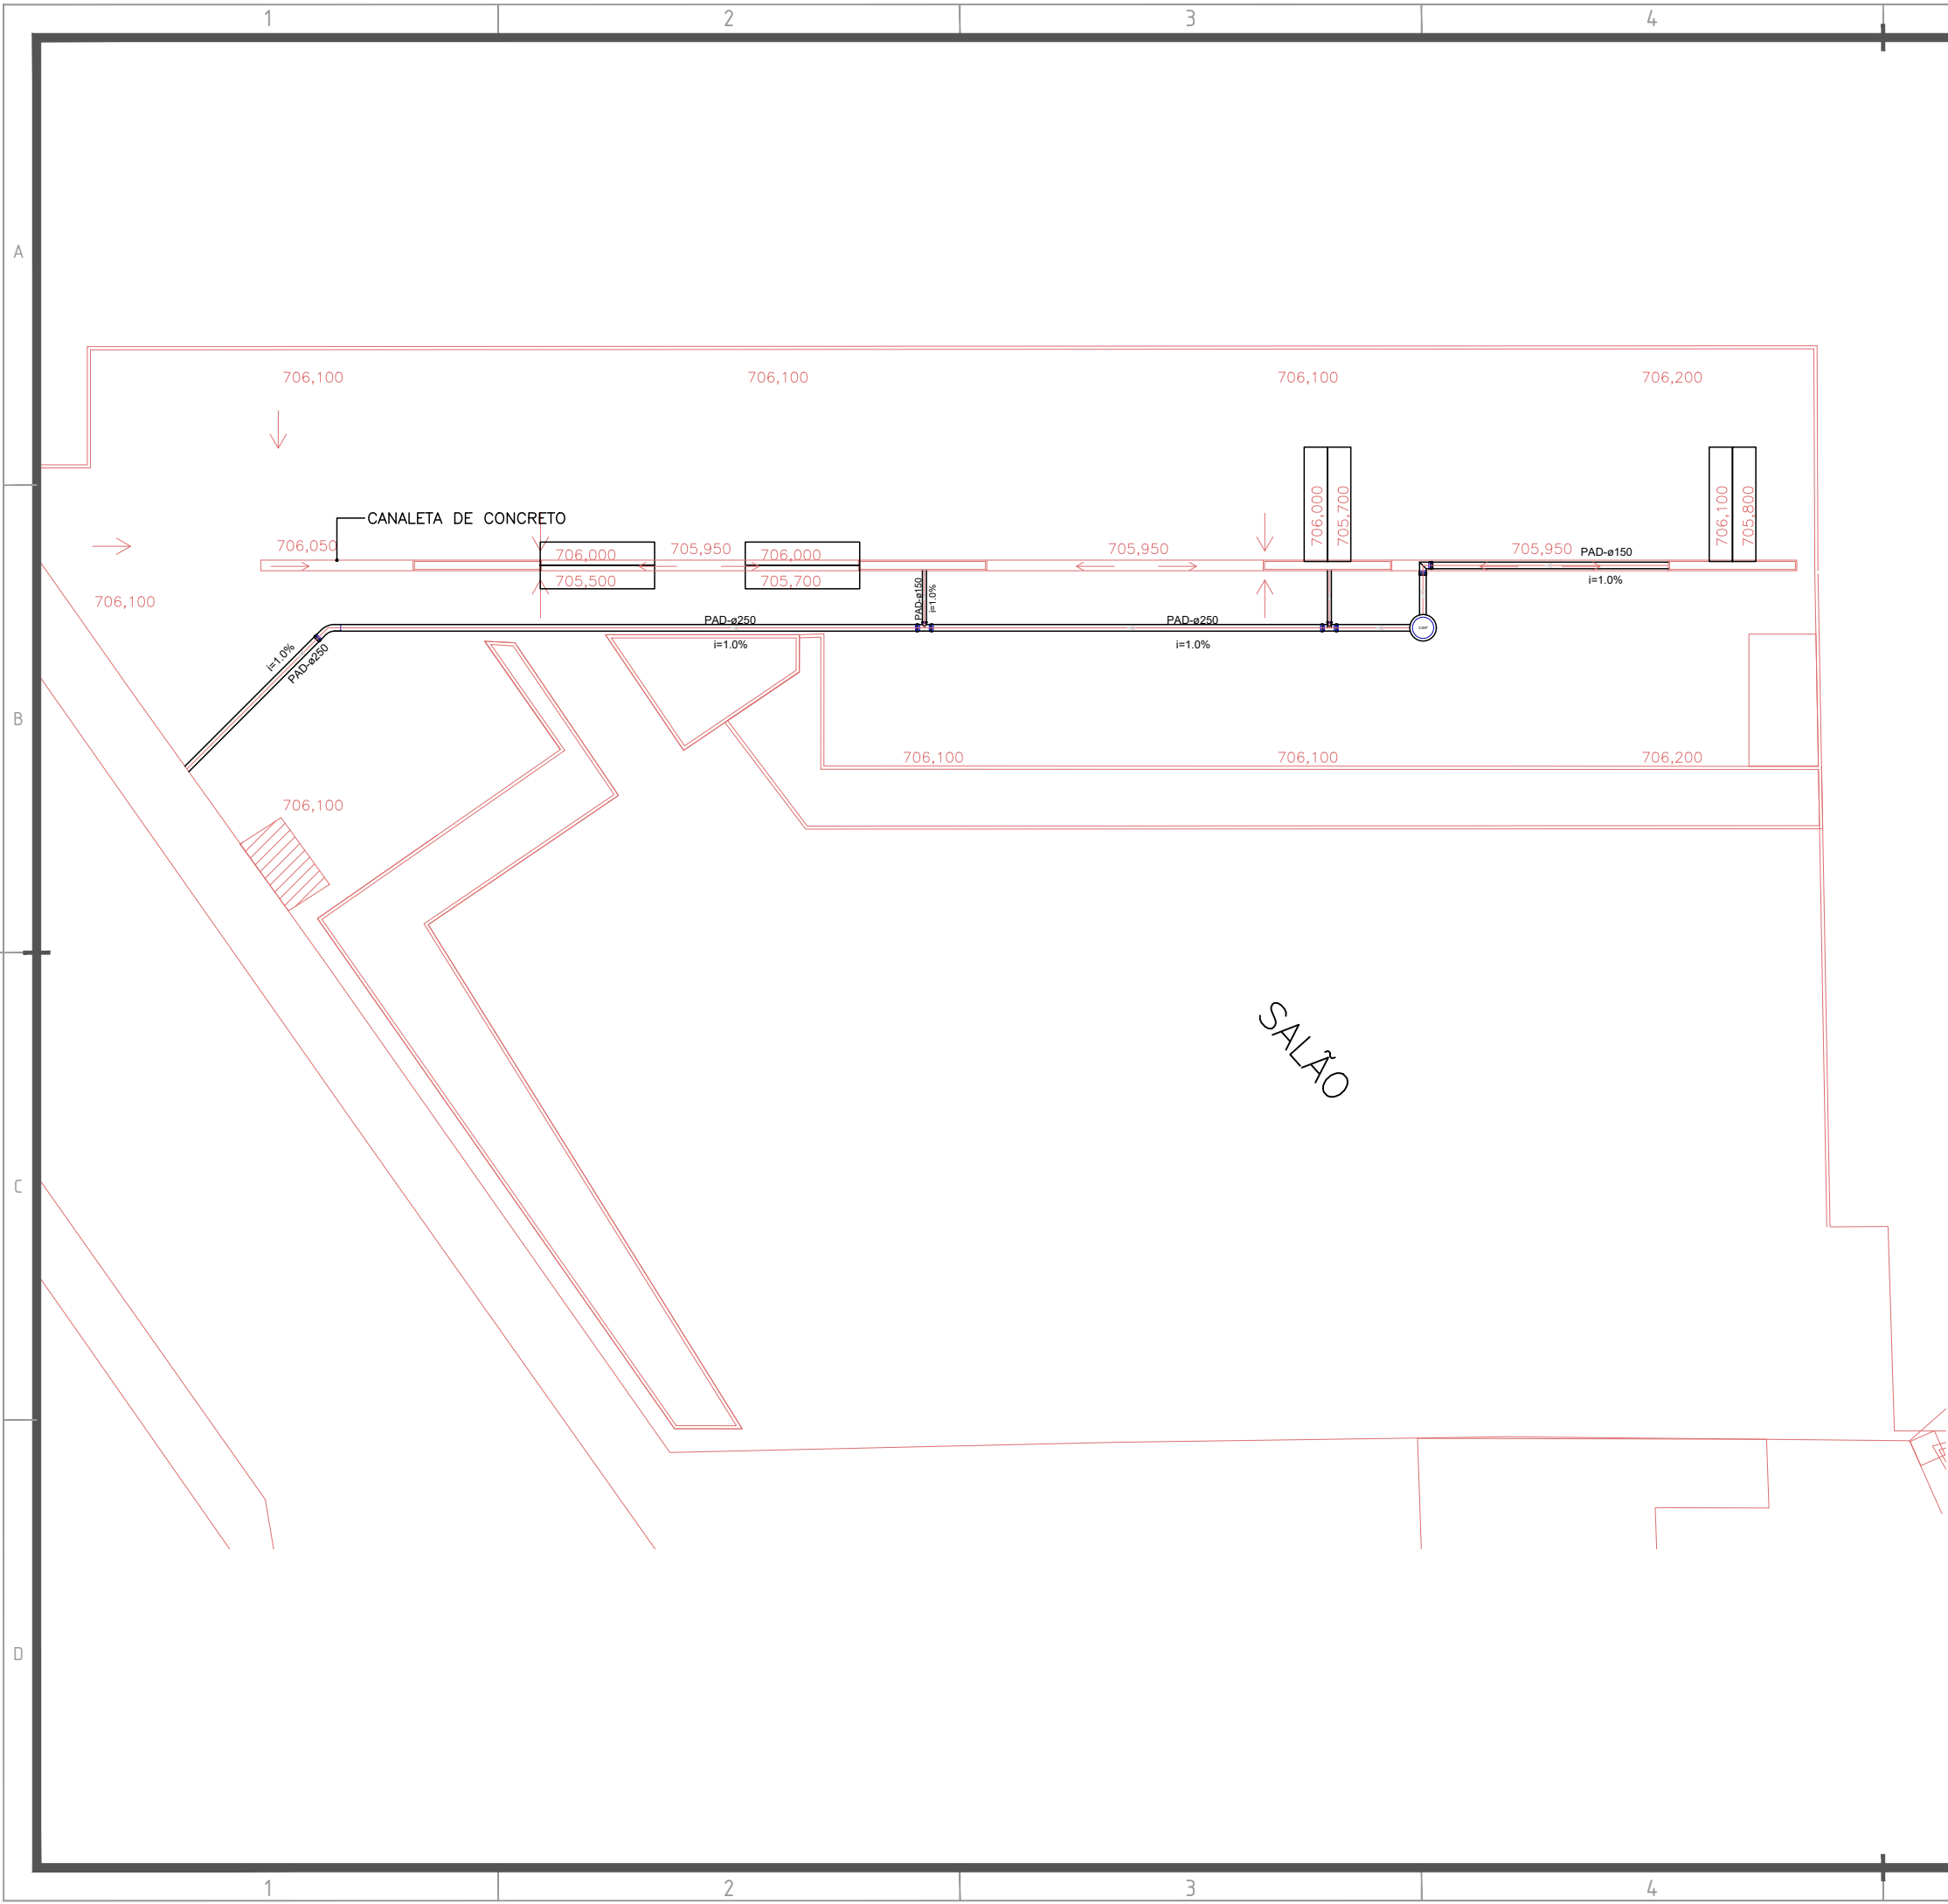 1 2 3 4
A
706,100 706,100 706,100 706,200
CANALETA DE CONCRETO
706,000
705,700
706,100
705,800
706,050
706,000
705,500
705,950
706,000
705,700
705,950
705,950
PAD-ø150
i=1.0%
706,100
PAD-ø150
i=1.0%
PAD-ø250
i=1.0%
PAD-ø250
i=1.0%
i=1.0%
PAD-ø250
B
706,100 706,100 706,200
706,100
SALÃO
C
D
1 2 3 4